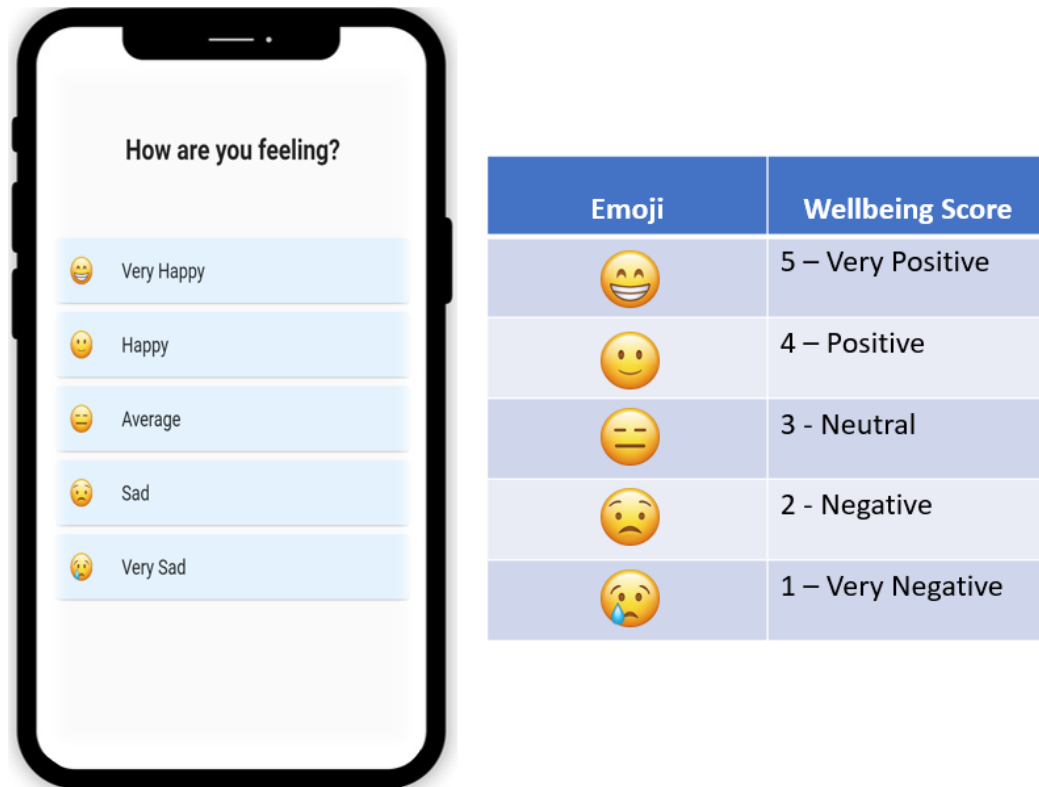 How are you feeling?
Very Happy
Happy
Average
Sad
Very Sad
Emoji Wellbeing Score
5 – Very Positive
4 – Positive
3 - Neutral
2 - Negative
1 – Very Negative